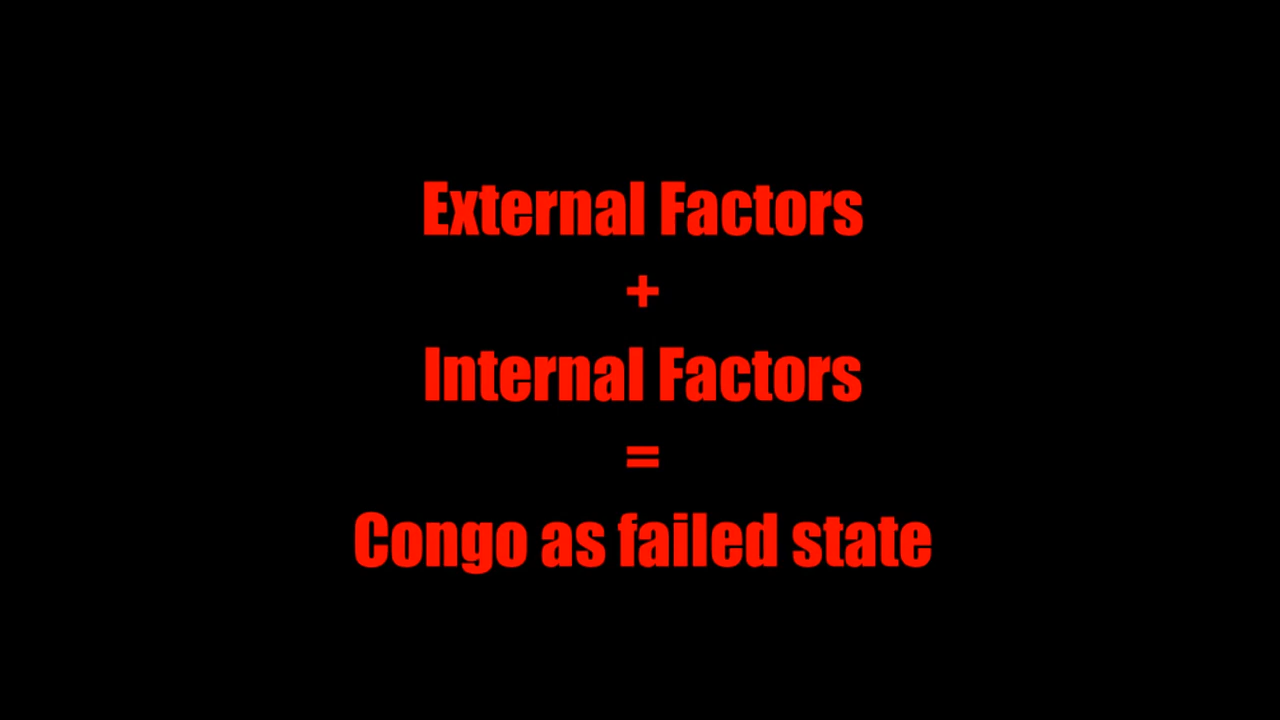 External Factors
+
Internal Factors
=
Congo as failed state